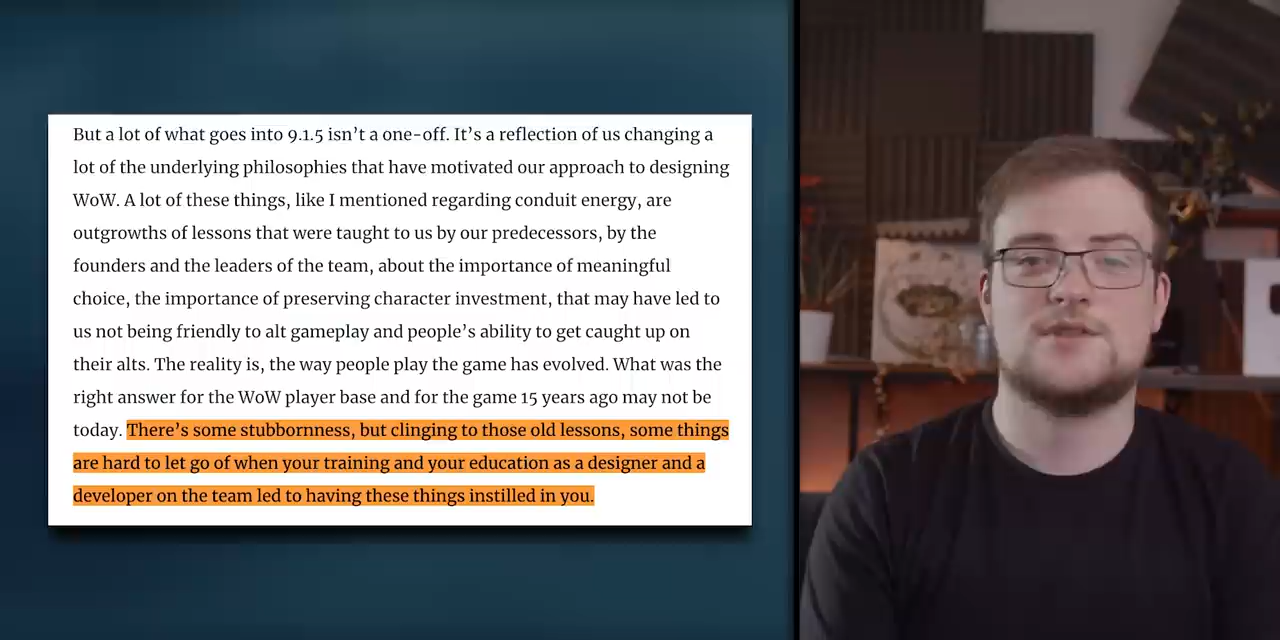 But a lot of what goes into 9.1.5 isn’t a one-off. It’s a reflection of us changing a
lot of the underlying philosophies that have motivated our approach to designing
WoW. A lot of these things, like I mentioned regarding conduit energy, are
outgrowths of lessons that were taught to us by our predecessors, by the
founders and the leaders of the team, about the importance of meaningful
choice, the importance of preserving character investment, that may have led to
us not being friendly to alt gameplay and people’s ability to get caught up on
their alts. The reality is, the way people play the game has evolved. What was the
right answer for the WoW player base and for the game 15 years ago may not be
today. There’s some stubbornness, but clinging to those old lessons, some things
are hard to let go of when your training and your education as a designer and a
developer on the team led to having these things instilled in you.